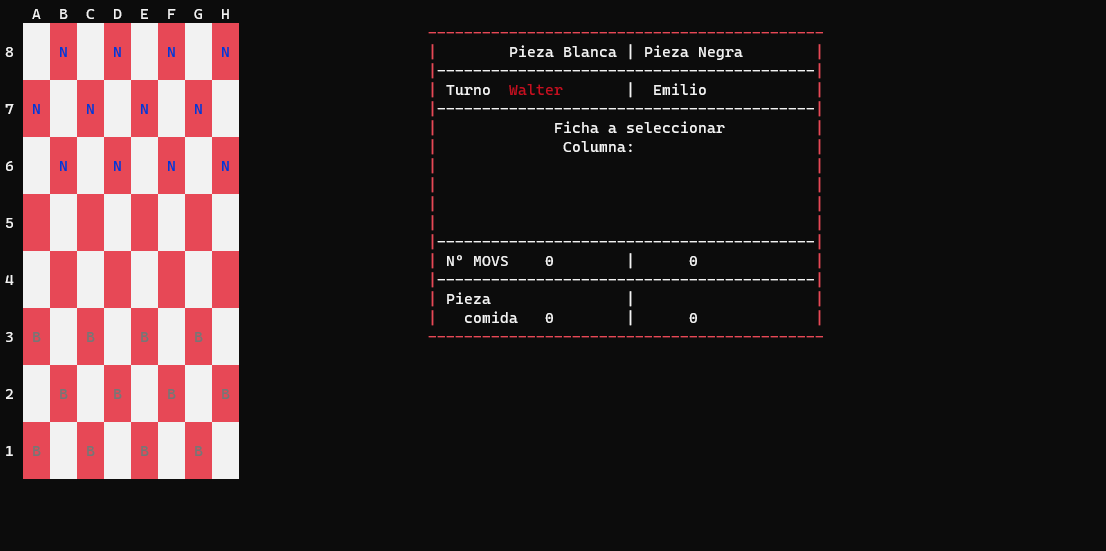 A B C D E F G H
8 N N N N
7 N N N N
6 N N N N
5
4
3 B B B B
2 B B B B
1 B B B B
Pieza Blanca | Pieza Negra
Turno Walter | Emilio
Ficha a seleccionar
Columna:
Nº MOVS 0 | 0
Pieza |
comida 0 | 0